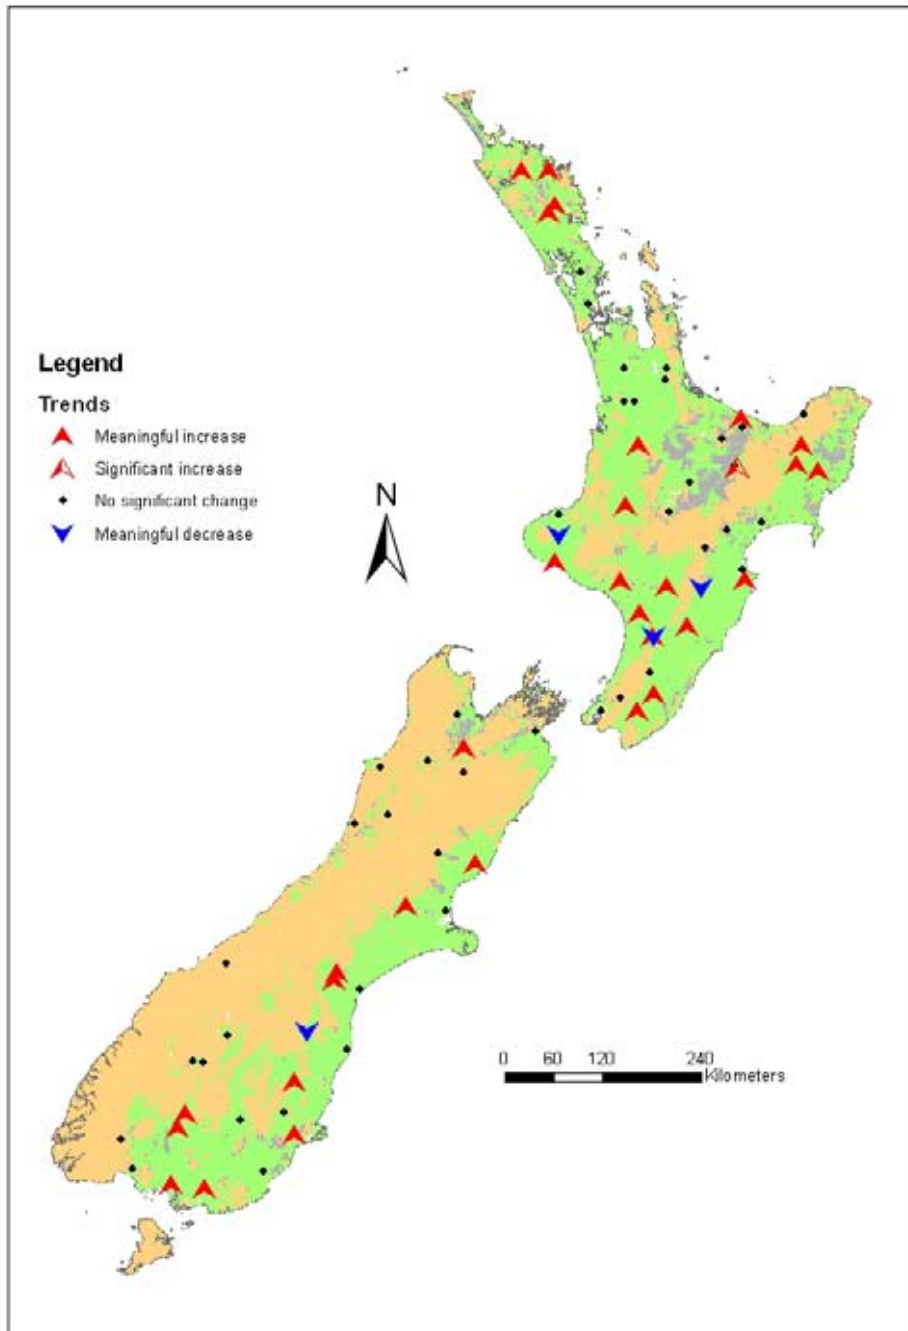 Legend
Trends
Meaningful increase
Significant increase
No significant change
Meaningful decrease
N
0 60 120 240
Kilometers